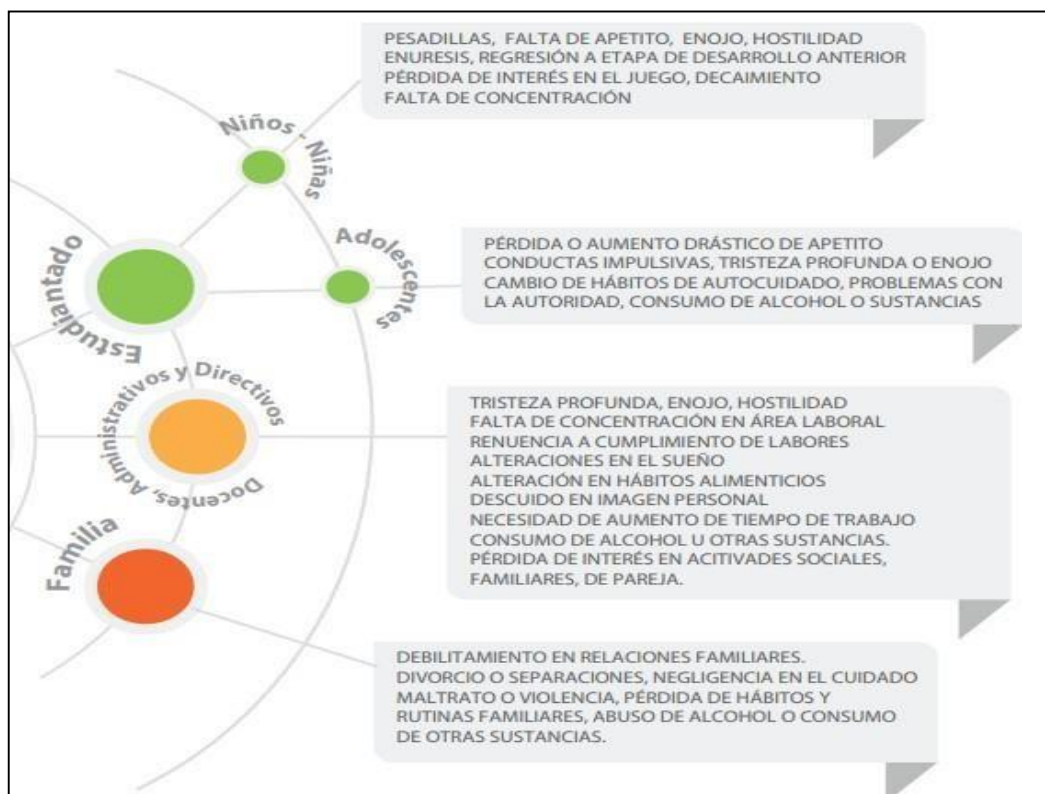 PESADILLAS, FALTA DE APETITO, ENOJO, HOSTILIDAD
ENURESIS, REGRESIÓN A ETAPA DE DESARROLLO ANTERIOR
PÉRDIDA DE INTERÉS EN EL JUEGO, DECAIMIENTO
FALTA DE CONCENTRACIÓN
Niños - Niñas
Adolescentes
PÉRDIDA O AUMENTO DRÁSTICO DE APETITO
CONDUCTAS IMPULSIVAS, TRISTEZA PROFUNDA O ENOJO
CAMBIO DE HÁBITOS DE AUTOCUIDADO, PROBLEMAS CON
LA AUTORIDAD, CONSUMO DE ALCOHOL O SUSTANCIAS
Estudiantado
Docentes, Administrativos y Directivos
TRISTEZA PROFUNDA, ENOJO, HOSTILIDAD
FALTA DE CONCENTRACIÓN EN ÁREA LABORAL
RENUENCIA A CUMPLIMIENTO DE LABORES
ALTERACIONES EN EL SUEÑO
ALTERACIÓN EN HÁBITOS ALIMENTICIOS
DESCUIDO EN IMAGEN PERSONAL
NECESIDAD DE AUMENTO DE TIEMPO DE TRABAJO
CONSUMO DE ALCOHOL U OTRAS SUSTANCIAS.
PÉRDIDA DE INTERÉS EN ACITIVADES SOCIALES,
FAMILIARES, DE PAREJA.
Familia
DEBILITAMIENTO EN RELACIONES FAMILIARES.
DIVORCIO O SEPARACIONES, NEGLIGENCIA EN EL CUIDADO
MALTRATO O VIOLENCIA, PÉRDIDA DE HÁBITOS Y
RUTINAS FAMILIARES, ABUSO DE ALCOHOL O CONSUMO
DE OTRAS SUSTANCIAS.